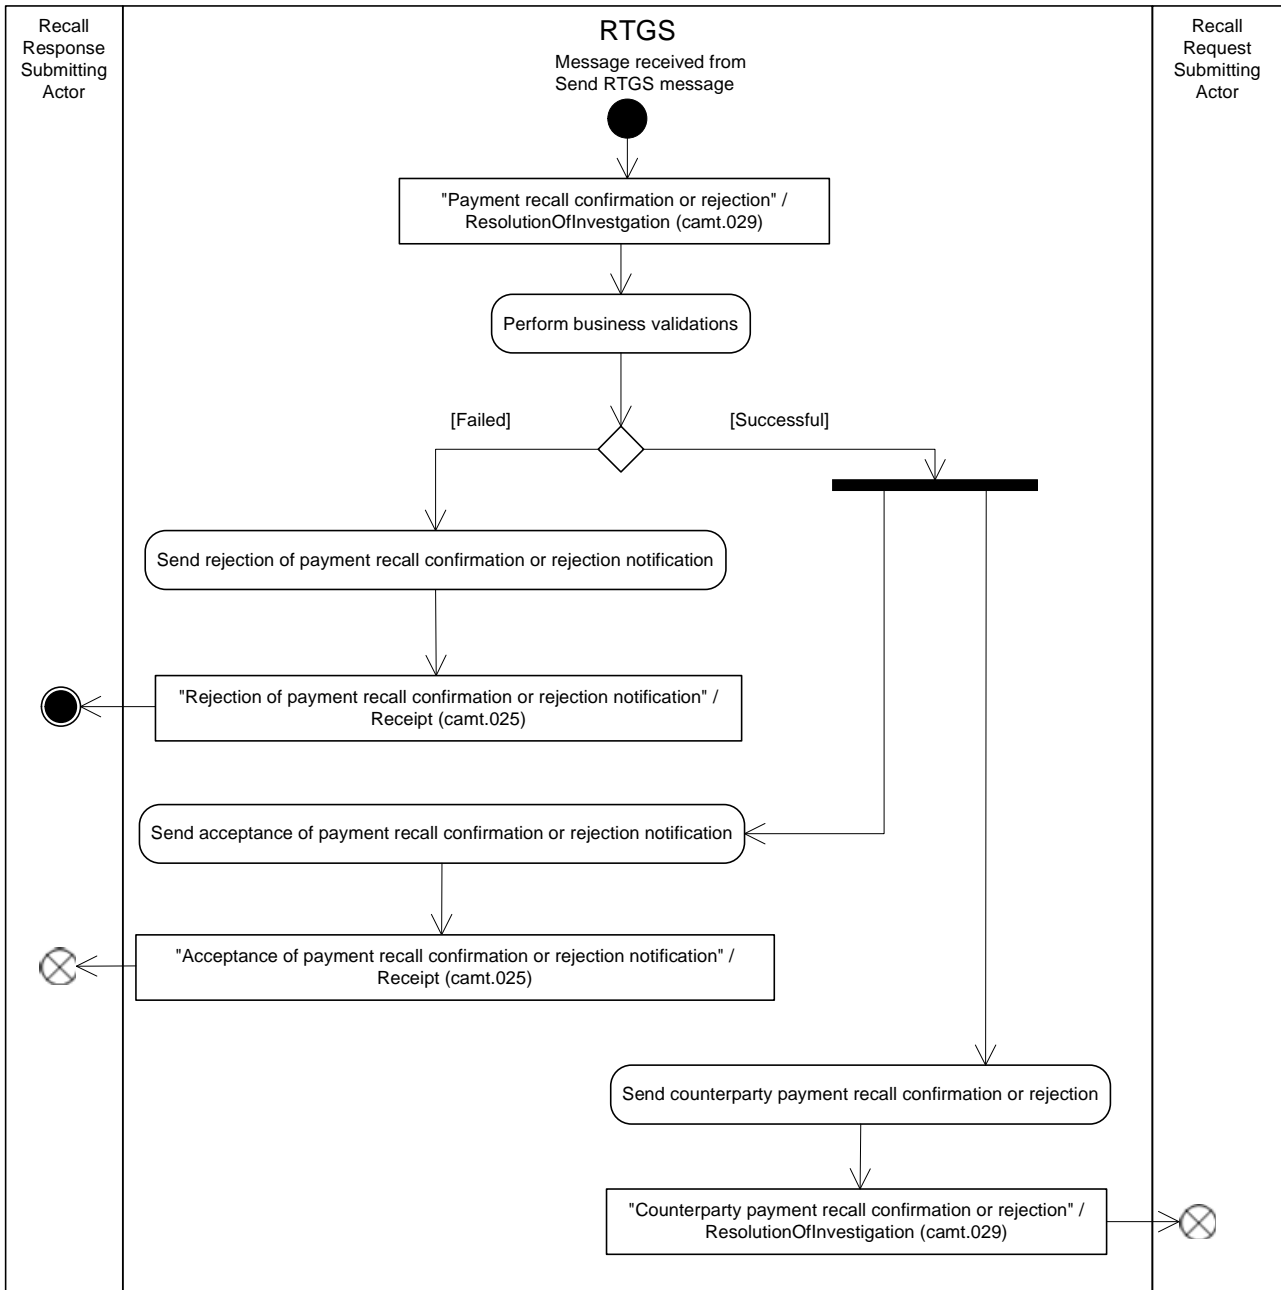 Recall
Response
Submitting
Actor
RTGS
Message received from
Send RTGS message
Recall
Request
Submitting
Actor
"Payment recall confirmation or rejection" /
ResolutionOfInvestgation (camt.029)
Perform business validations
[Failed]
[Successful]
Send rejection of payment recall confirmation or rejection notification
"Rejection of payment recall confirmation or rejection notification" /
Receipt (camt.025)
Send acceptance of payment recall confirmation or rejection notification
"Acceptance of payment recall confirmation or rejection notification" /
Receipt (camt.025)
Send counterparty payment recall confirmation or rejection
"Counterparty payment recall confirmation or rejection" /
ResolutionOfInvestigation (camt.029)